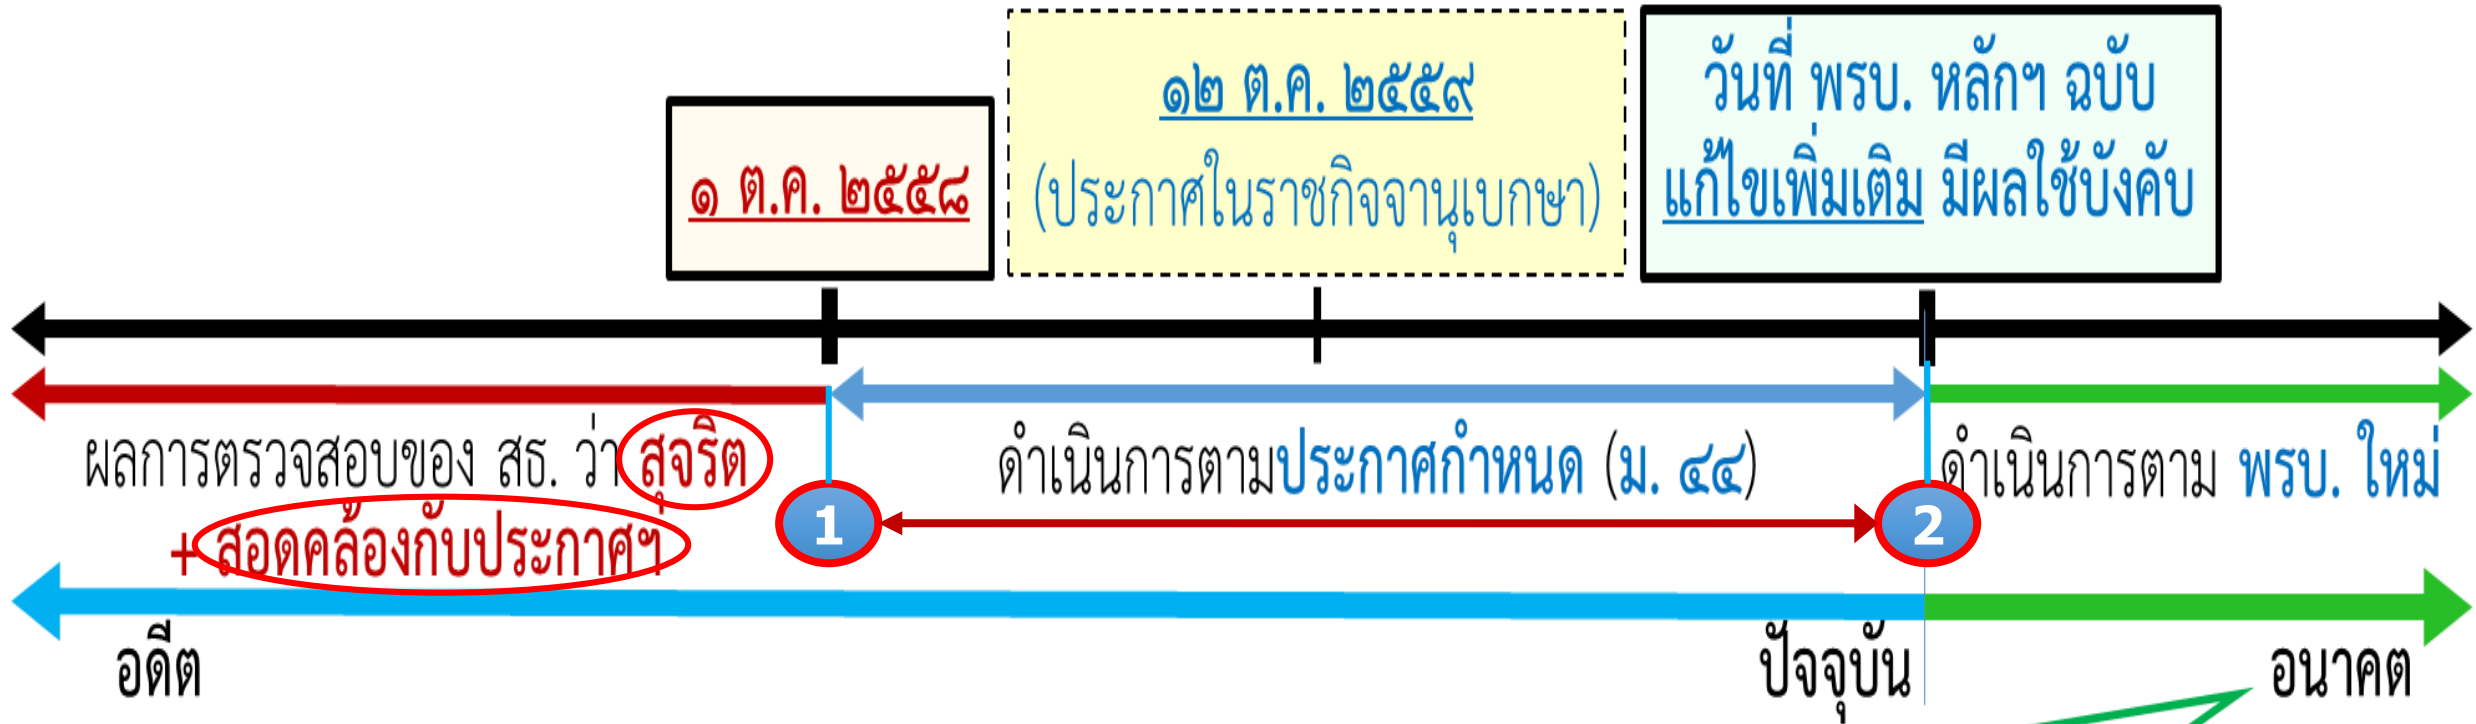 ๑ ต.ค. ๒๕๕๘
๑๒ ต.ค. ๒๕๕๙
(ประกาศในราชกิจจานุเบกษา)
วันที่ พรบ. หลักฯ ฉบับ
แก้ไขเพิ่มเติม มีผลใช้บังคับ
ผลการตรวจสอบของ สธ. ว่า สุจริต
+ สอดคล้องกับประกาศฯ
1
ดำเนินการตามประกาศกำหนด (ม. ๔๔)
2
ดำเนินการตาม พรบ. ใหม่
อดีต
ปัจจุบัน
อนาคต